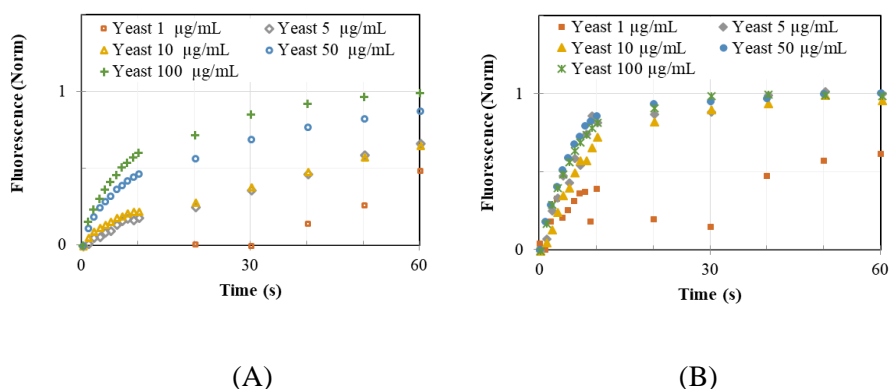 Yeast 1 µg/mL Yeast 5 µg/mL
Yeast 10 µg/mL Yeast 50 µg/mL
Yeast 100 µg/mL
Fluorescence (Norm)
1
0
0 30 60
Time (s)
(A)
Yeast 1 µg/mL Yeast 5 µg/mL
Yeast 10 µg/mL Yeast 50 µg/mL
Yeast 100 µg/mL
Fluorescence (Norm)
1
0
0 30 60
Time (s)
(B)